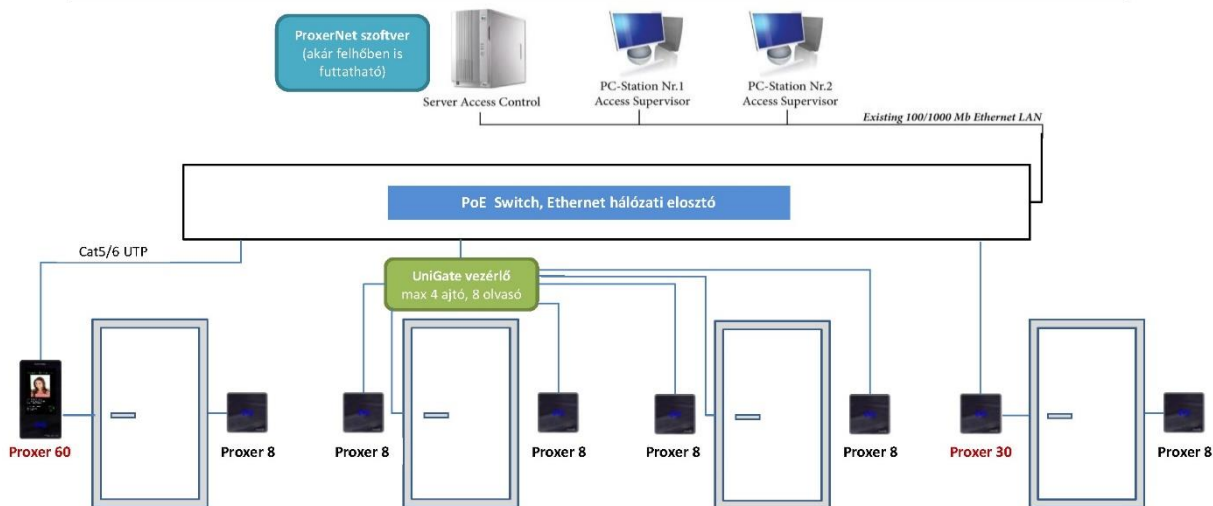 ProxerNet szoftver
(akár felhőben is
futtatható)
Server Access Control
PC-Station Nr.1
Access Supervisor
PC-Station Nr.2
Access Supervisor
Existing 100/1000 Mb Ethernet LAN
PoE Switch, Ethernet hálózati elosztó
Cat5/6 UTP
UniGate vezérlő
max 4 ajtó, 8 olvasó
Proxer 60
Proxer 8
Proxer 8
Proxer 8
Proxer 8
Proxer 8
Proxer 30
Proxer 8